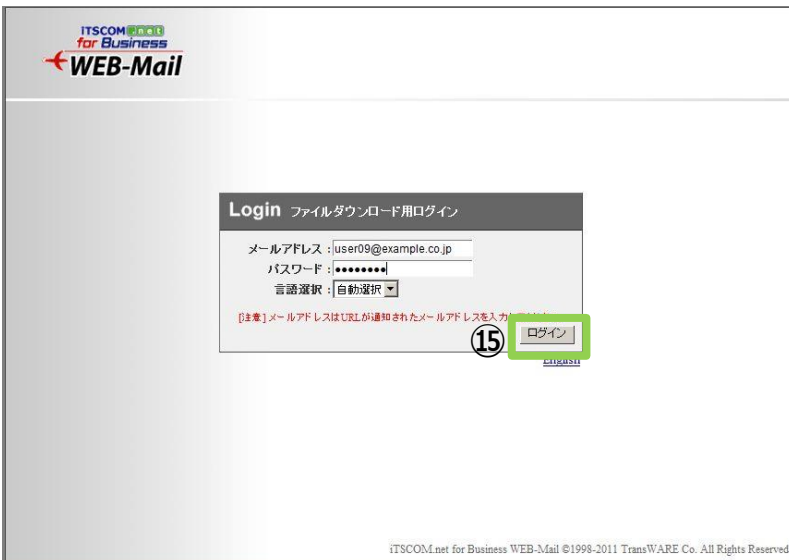 iTSCOM.net
for Business
WEB-Mail
Login ファイルダウンロード用ログイン
メールアドレス：user09@example.co.jp
パスワード：●●●●●●●●
言語選択：自動選択
[注意] メールアドレスはURLが通知されたメールアドレスを入力
⑮ ログイン
English
iTSCOM.net for Business WEB-Mail ©1998-2011 TransWARE Co. All Rights Reserved